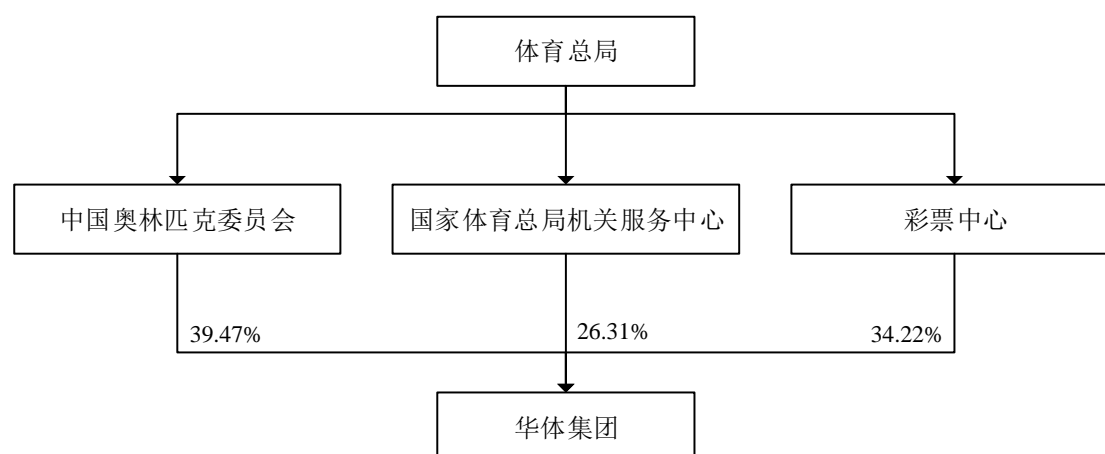 体育总局
中国奥林匹克委员会
国家体育总局机关服务中心
彩票中心
39.47%
26.31%
34.22%
华体集团